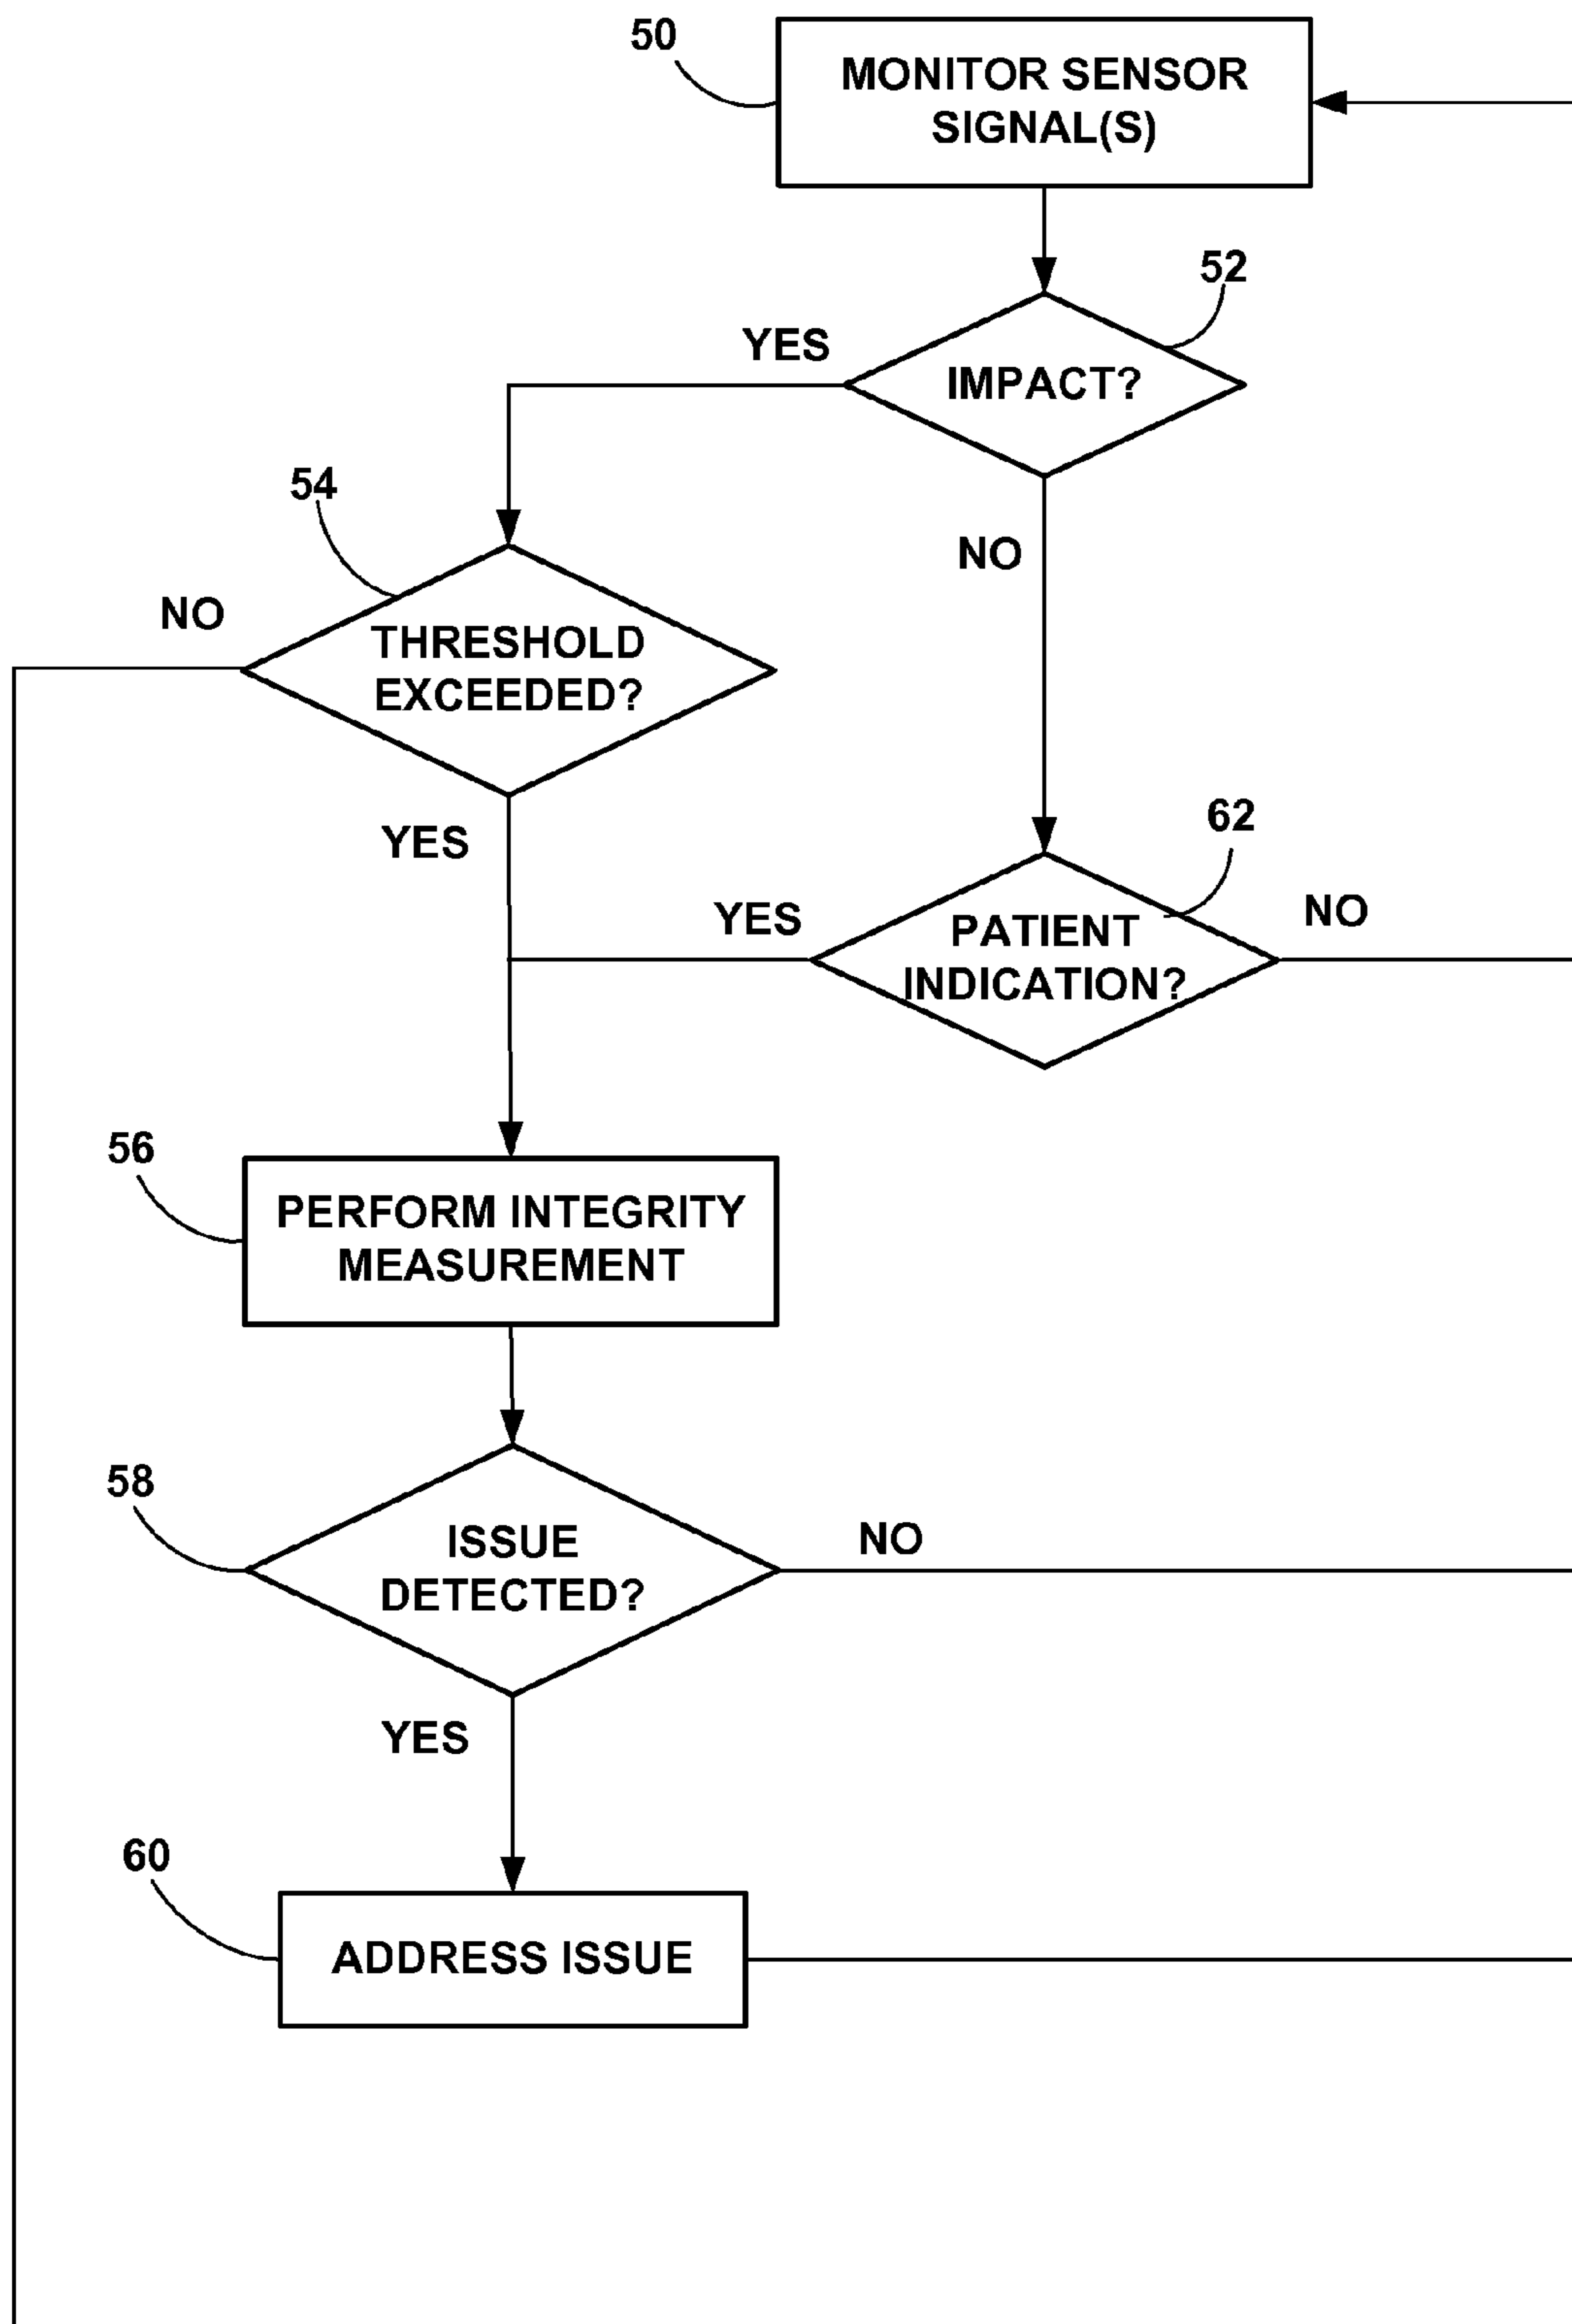 50
MONITOR SENSOR
SIGNAL(S)
52
YES
IMPACT?
54
NO
NO
THRESHOLD
EXCEEDED?
YES
62
YES
NO
PATIENT
INDICATION?
56
PERFORM INTEGRITY
MEASUREMENT
58
NO
ISSUE
DETECTED?
YES
60
ADDRESS ISSUE